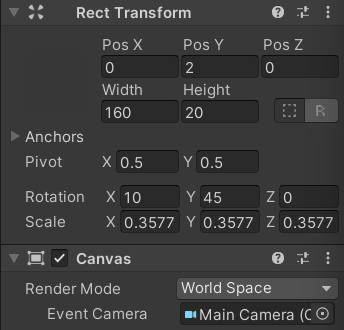 Rect Transform
Pos X Pos Y Pos Z
0 2 0
Width Height
160 20
R
Anchors
Pivot X 0.5 Y 0.5
Rotation X 10 Y 45 Z 0
Scale X 0.3577 Y 0.3577 Z 0.3577
Canvas
Render Mode World Space
Event Camera Main Camera (C